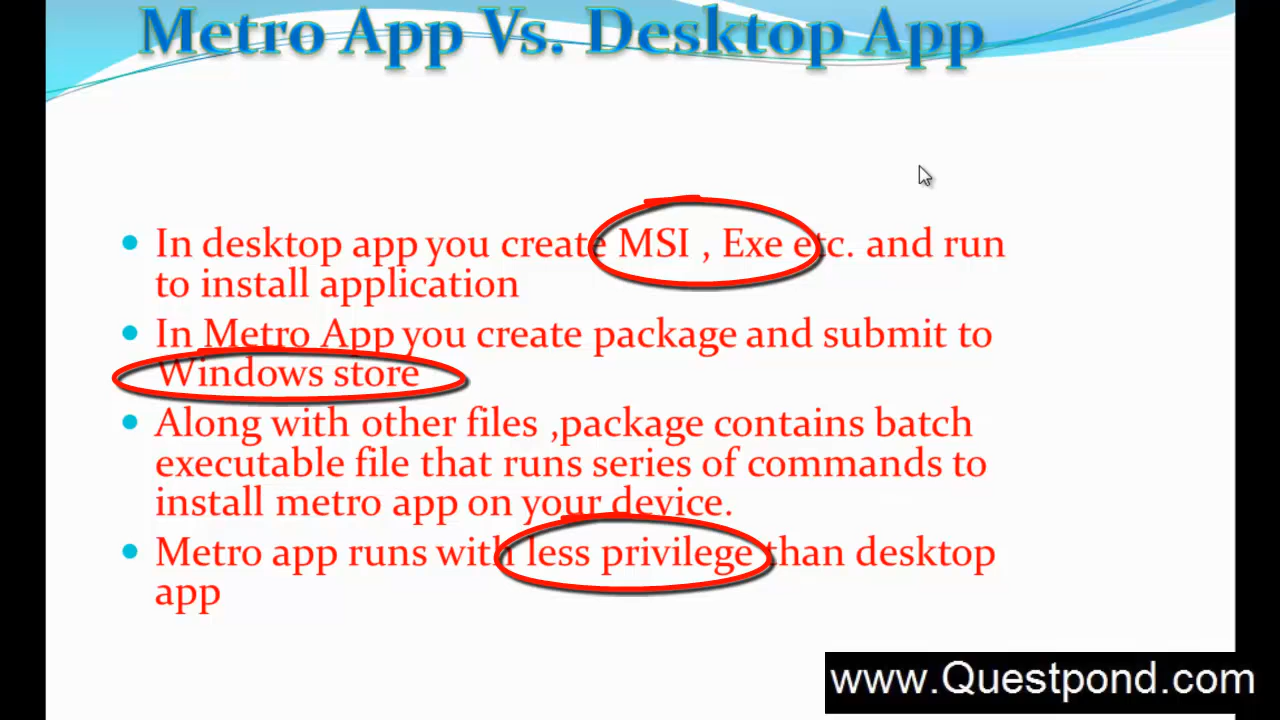 Metro App Vs. Desktop App
In desktop app you create MSI , Exe etc. and run
to install application
In Metro App you create package and submit to
Windows store
Along with other files ,package contains batch
executable file that runs series of commands to
install metro app on your device.
Metro app runs with less privilege than desktop
app
www.Questpond.com